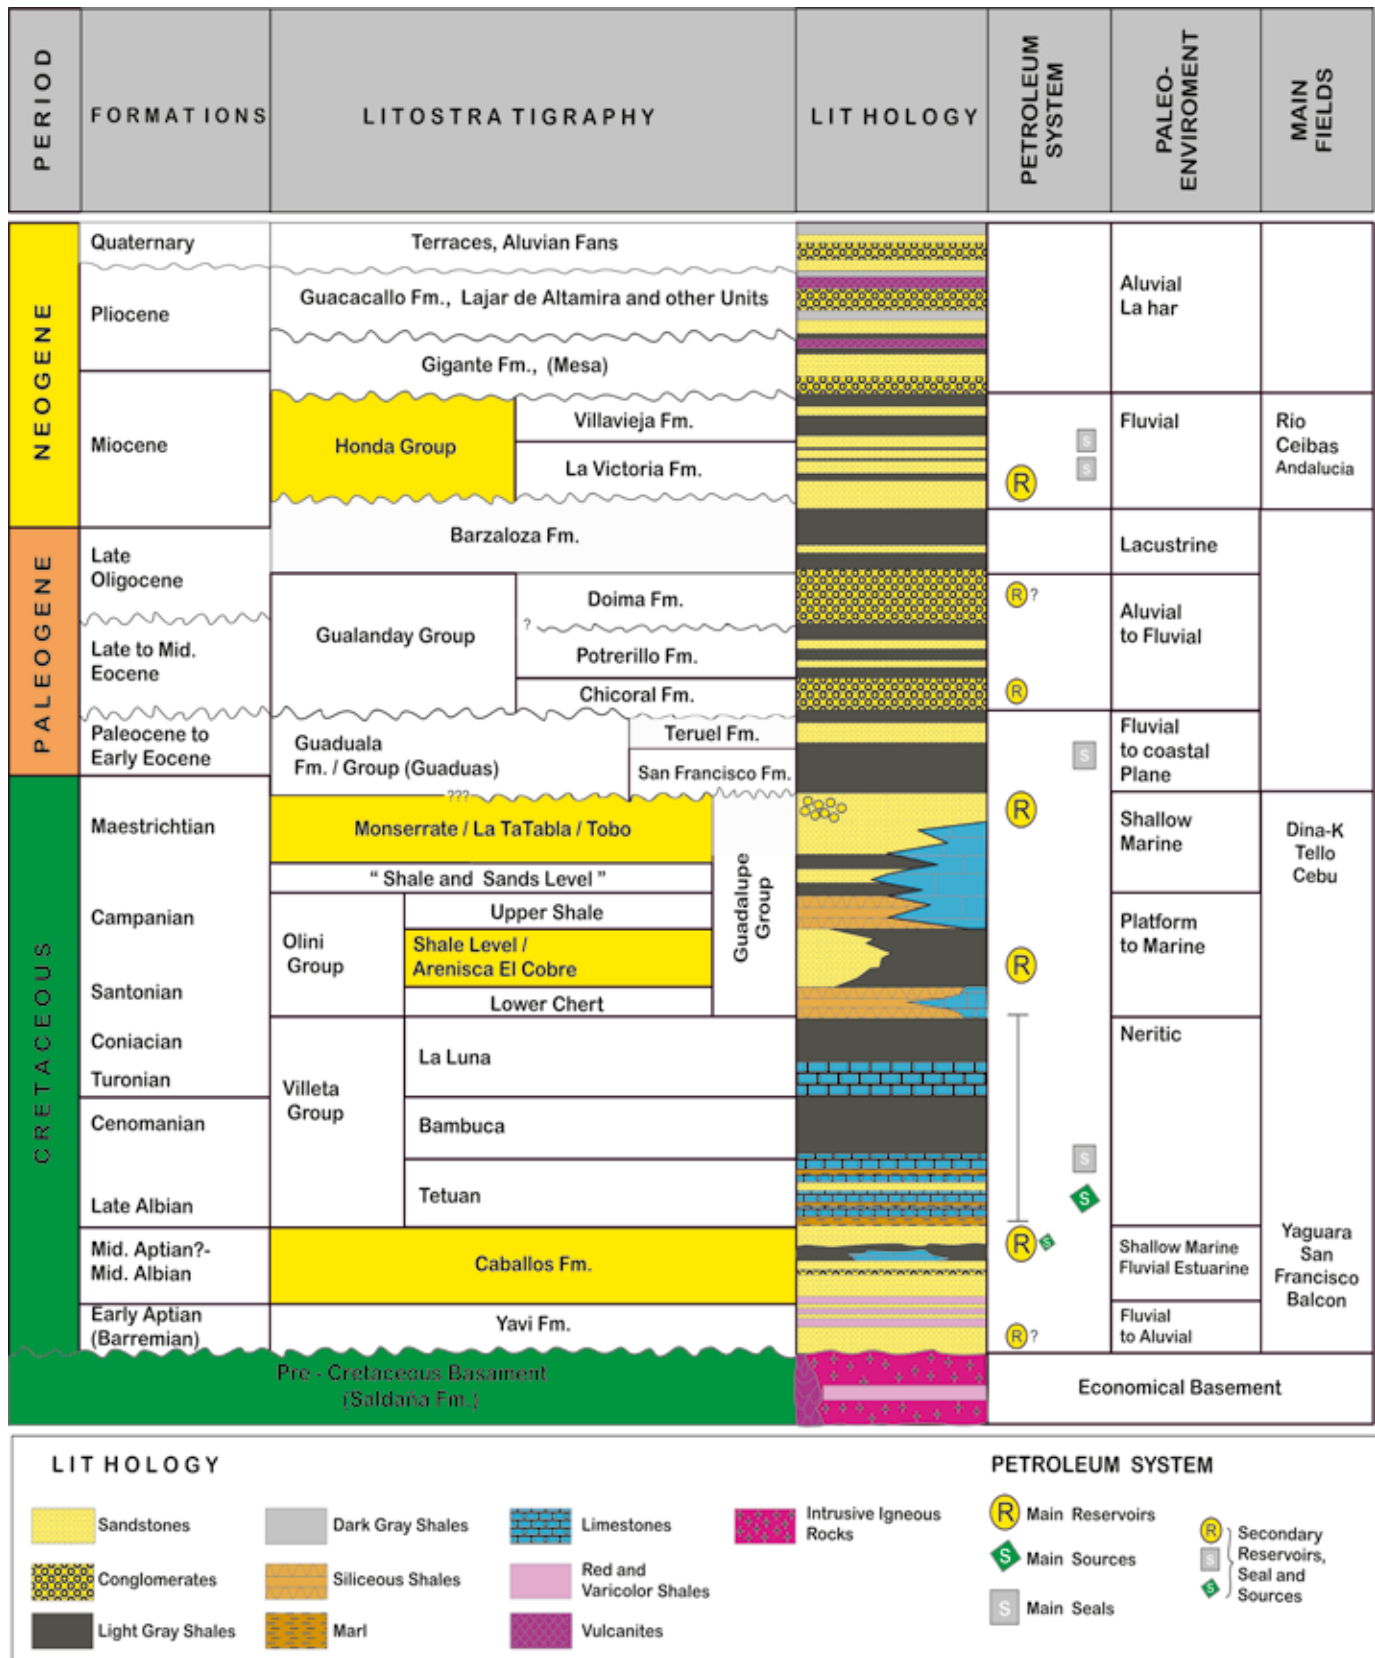 PERIOD
FORMATIONS
LITOSTRATIGRAPHY
LITHOLOGY
PETROLEUM
SYSTEM
PALEO-
ENVIROMENT
MAIN
FIELDS
NEOGENE
PALEOGENE
CRETACEOUS
Quaternary
Pliocene
Miocene
Late
Oligocene
Late to Mid.
Eocene
Paleocene to
Early Eocene
Maestrichtian
Campanian
Santonian
Coniacian
Turonian
Cenomanian
Late Albian
Mid. Aptian?-
Mid. Albian
Early Aptian
(Barremian)
Terraces, Aluvian Fans
Guacacallo Fm., Lajar de Altamira and other Units
Gigante Fm., (Mesa)
Honda Group
Villavieja Fm.
La Victoria Fm.
Barzaloza Fm.
Gualanday Group
Doima Fm.
?
Potrerillo Fm.
Chicoral Fm.
Guaduala
Fm. / Group (Guaduas)
Teruel Fm.
San Francisco Fm.
???
Monserrate / La TaTabla / Tobo
" Shale and Sands Level "
Guadalupe
Group
Olini
Group
Upper Shale
Shale Level /
Arenisca El Cobre
Lower Chert
Villeta
Group
La Luna
Bambuca
Tetuan
Caballos Fm.
Yavi Fm.
Pre - Cretaceous Basament
(Saldaña Fm.)
S
S
R
R ?
R
S
R
R
S
S
R S
R ?
Aluvial
La har
Fluvial
Lacustrine
Aluvial
to Fluvial
Fluvial
to coastal
Plane
Shallow
Marine
Platform
to Marine
Neritic
Shallow Marine
Fluvial Estuarine
Fluvial
to Aluvial
Economical Basement
Rio
Ceibas
Andalucia
Dina-K
Tello
Cebu
Yaguara
San
Francisco
Balcon
LITHOLOGY
Sandstones
Conglomerates
Light Gray Shales
Dark Gray Shales
Siliceous Shales
Marl
Limestones
Red and
Varicolor Shales
Vulcanites
Intrusive Igneous
Rocks
PETROLEUM SYSTEM
R Main Reservoirs
S Main Sources
S Main Seals
R
S
S
Secondary
Reservoirs,
Seal and
Sources